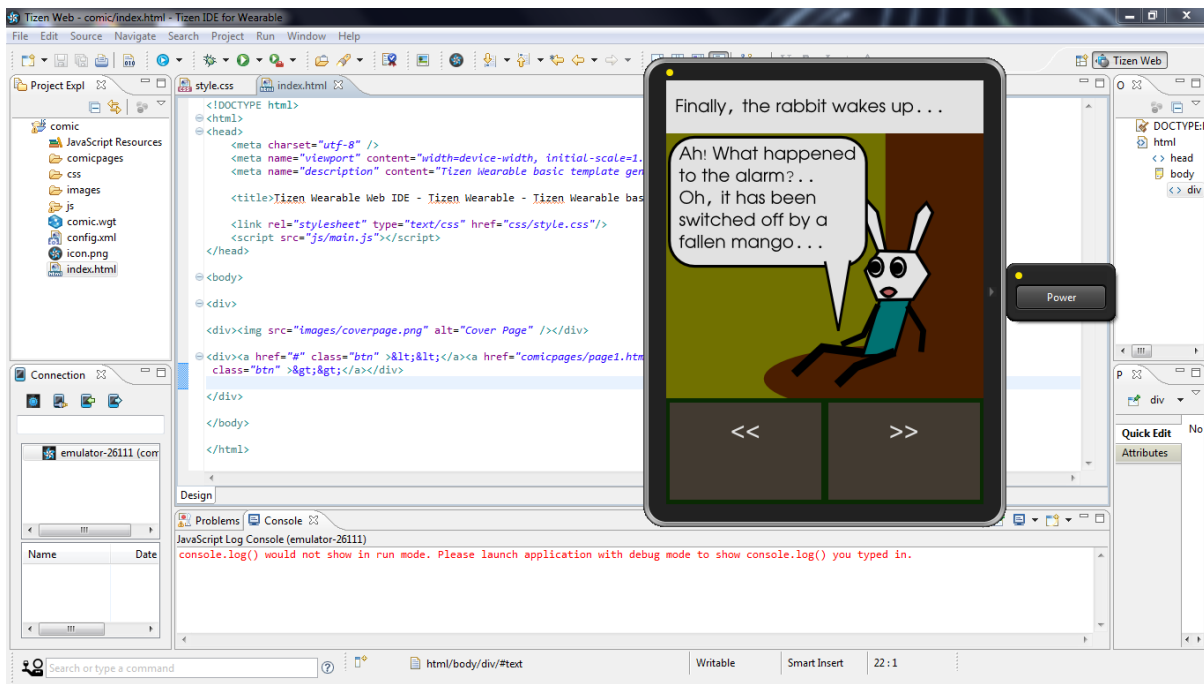 Tizen Web - comic/index.html - Tizen IDE for Wearable
File Edit Source Navigate Search Project Run Window Help
Tizen Web
Project Expl
comic
JavaScript Resources
comicpages
css
images
js
comic.wgt
config.xml
icon.png
index.html
style.css index.html
<!DOCTYPE html>
<html>
<head>
<meta charset="utf-8" />
<meta name="viewport" content="width=device-width, initial-scale=1.
<meta name="description" content="Tizen Wearable basic template gen
<title>Tizen Wearable Web IDE - Tizen Wearable - Tizen Wearable bas
<link rel="stylesheet" type="text/css" href="css/style.css"/>
<script src="js/main.js"></script>
</head>
<body>
<div>
<div><img src="images/coverpage.png" alt="Cover Page" /></div>
<div><a href="#" class="btn" >&lt;&lt;</a><a href="comicpages/page1.htm
class="btn" >&gt;&gt;</a></div>
</div>
</body>
</html>
Design
Finally, the rabbit wakes up...
Ah! What happened
to the alarm?..
Oh, it has been
switched off by a
fallen mango...
<< >>
Power
O
DOCTYPE:
html
<> head
body
<> div
Connection
emulator-26111 (com
Name Date
P
div
Quick Edit
Attributes
No
Problems Console
JavaScript Log Console (emulator-26111)
console.log() would not show in run mode. Please launch application with debug mode to show console.log() you typed in.
Search or type a command
html/body/div/#text
Writable
Smart Insert
22 : 1